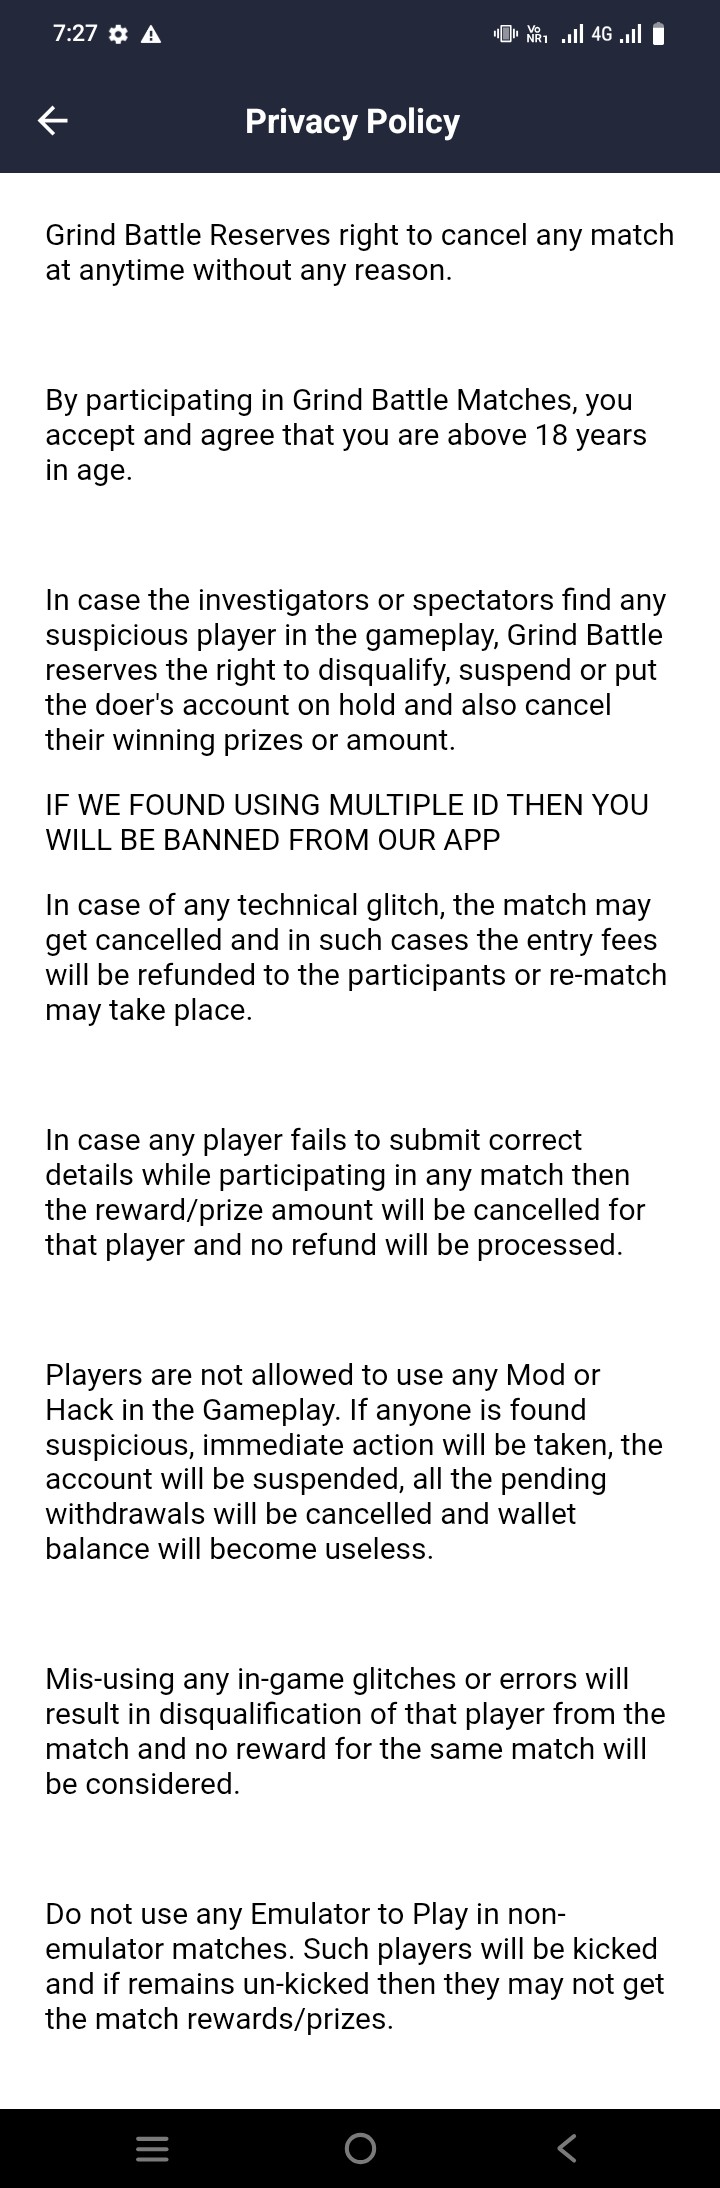 7:27
Vo
NR1
4G
Privacy Policy
Grind Battle Reserves right to cancel any match
at anytime without any reason.
By participating in Grind Battle Matches, you
accept and agree that you are above 18 years
in age.
In case the investigators or spectators find any
suspicious player in the gameplay, Grind Battle
reserves the right to disqualify, suspend or put
the doer's account on hold and also cancel
their winning prizes or amount.
IF WE FOUND USING MULTIPLE ID THEN YOU
WILL BE BANNED FROM OUR APP
In case of any technical glitch, the match may
get cancelled and in such cases the entry fees
will be refunded to the participants or re-match
may take place.
In case any player fails to submit correct
details while participating in any match then
the reward/prize amount will be cancelled for
that player and no refund will be processed.
Players are not allowed to use any Mod or
Hack in the Gameplay. If anyone is found
suspicious, immediate action will be taken, the
account will be suspended, all the pending
withdrawals will be cancelled and wallet
balance will become useless.
Mis-using any in-game glitches or errors will
result in disqualification of that player from the
match and no reward for the same match will
be considered.
Do not use any Emulator to Play in non-
emulator matches. Such players will be kicked
and if remains un-kicked then they may not get
the match rewards/prizes.